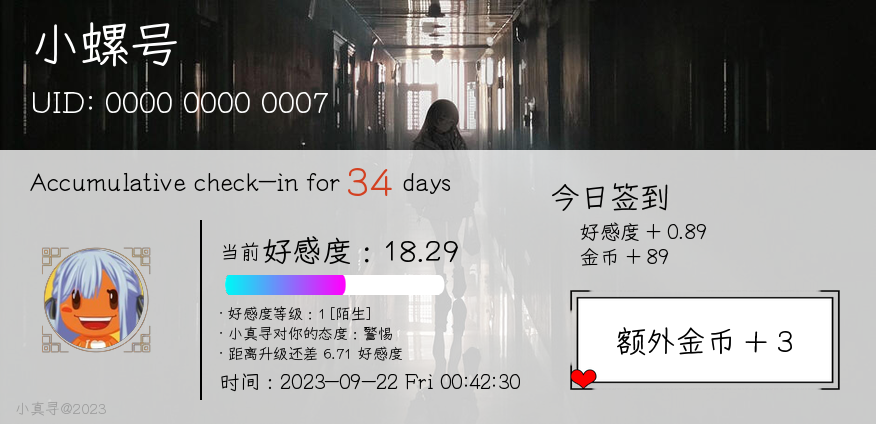 小螺号
UID: 0000 0000 0007
Accumulative check-in for 34 days
当前好感度：18.29
· 好感度等级：1 [陌生]
· 小真寻对你的态度：警惕
· 距离升级还差 6.71 好感度
时间：2023-09-22 Fri 00:42:30
今日签到
好感度 + 0.89
金币 + 89
额外金币 + 3
小真寻@2023